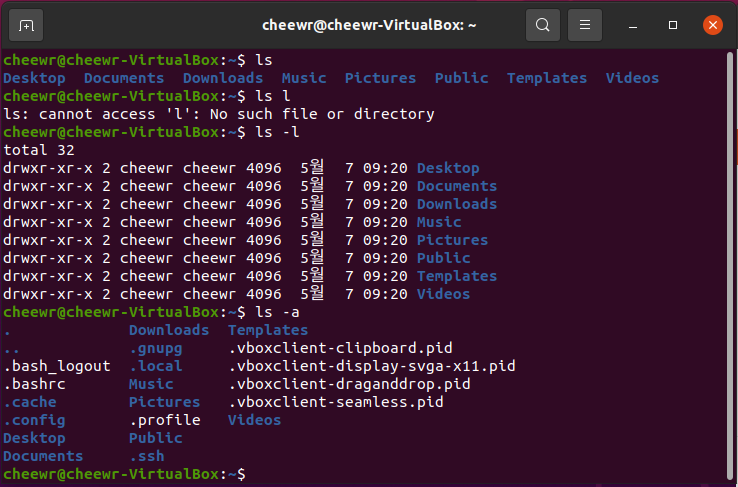 cheewr@cheewr-VirtualBox: ~
cheewr@cheewr-VirtualBox:~$ ls
Desktop  Documents  Downloads  Music  Pictures  Public  Templates  Videos
cheewr@cheewr-VirtualBox:~$ ls l
ls: cannot access 'l': No such file or directory
cheewr@cheewr-VirtualBox:~$ ls -l
total 32
drwxr-xr-x 2 cheewr cheewr 4096  5월  7 09:20 Desktop
drwxr-xr-x 2 cheewr cheewr 4096  5월  7 09:20 Documents
drwxr-xr-x 2 cheewr cheewr 4096  5월  7 09:20 Downloads
drwxr-xr-x 2 cheewr cheewr 4096  5월  7 09:20 Music
drwxr-xr-x 2 cheewr cheewr 4096  5월  7 09:20 Pictures
drwxr-xr-x 2 cheewr cheewr 4096  5월  7 09:20 Public
drwxr-xr-x 2 cheewr cheewr 4096  5월  7 09:20 Templates
drwxr-xr-x 2 cheewr cheewr 4096  5월  7 09:20 Videos
cheewr@cheewr-VirtualBox:~$ ls -a
.             Downloads  Templates
..            .gnupg     .vboxclient-clipboard.pid
.bash_logout  .local     .vboxclient-display-svga-x11.pid
.bashrc       Music      .vboxclient-draganddrop.pid
.cache        Pictures   .vboxclient-seamless.pid
.config       .profile   Videos
Desktop       Public
Documents     .ssh
cheewr@cheewr-VirtualBox:~$